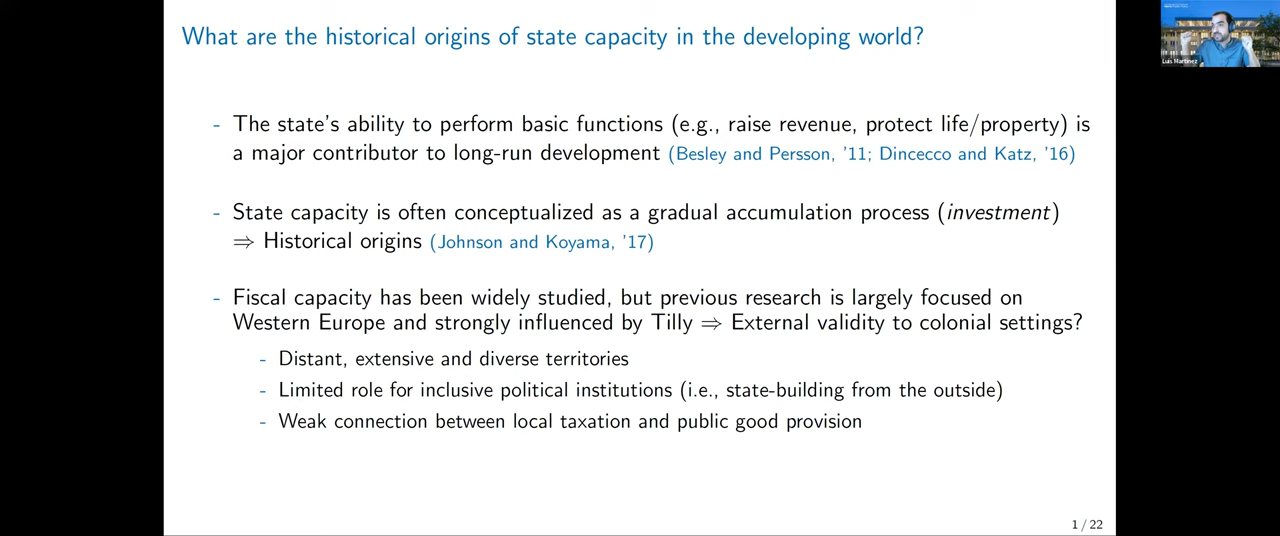 What are the historical origins of state capacity in the developing world?
- The state's ability to perform basic functions (e.g., raise revenue, protect life/property) is
a major contributor to long-run development (Besley and Persson, '11; Dincecco and Katz, '16)
- State capacity is often conceptualized as a gradual accumulation process (investment)
⇒ Historical origins (Johnson and Koyama, '17)
- Fiscal capacity has been widely studied, but previous research is largely focused on
Western Europe and strongly influenced by Tilly ⇒ External validity to colonial settings?
- Distant, extensive and diverse territories
- Limited role for inclusive political institutions (i.e., state-building from the outside)
- Weak connection between local taxation and public good provision
1 / 22
Luis Martinez